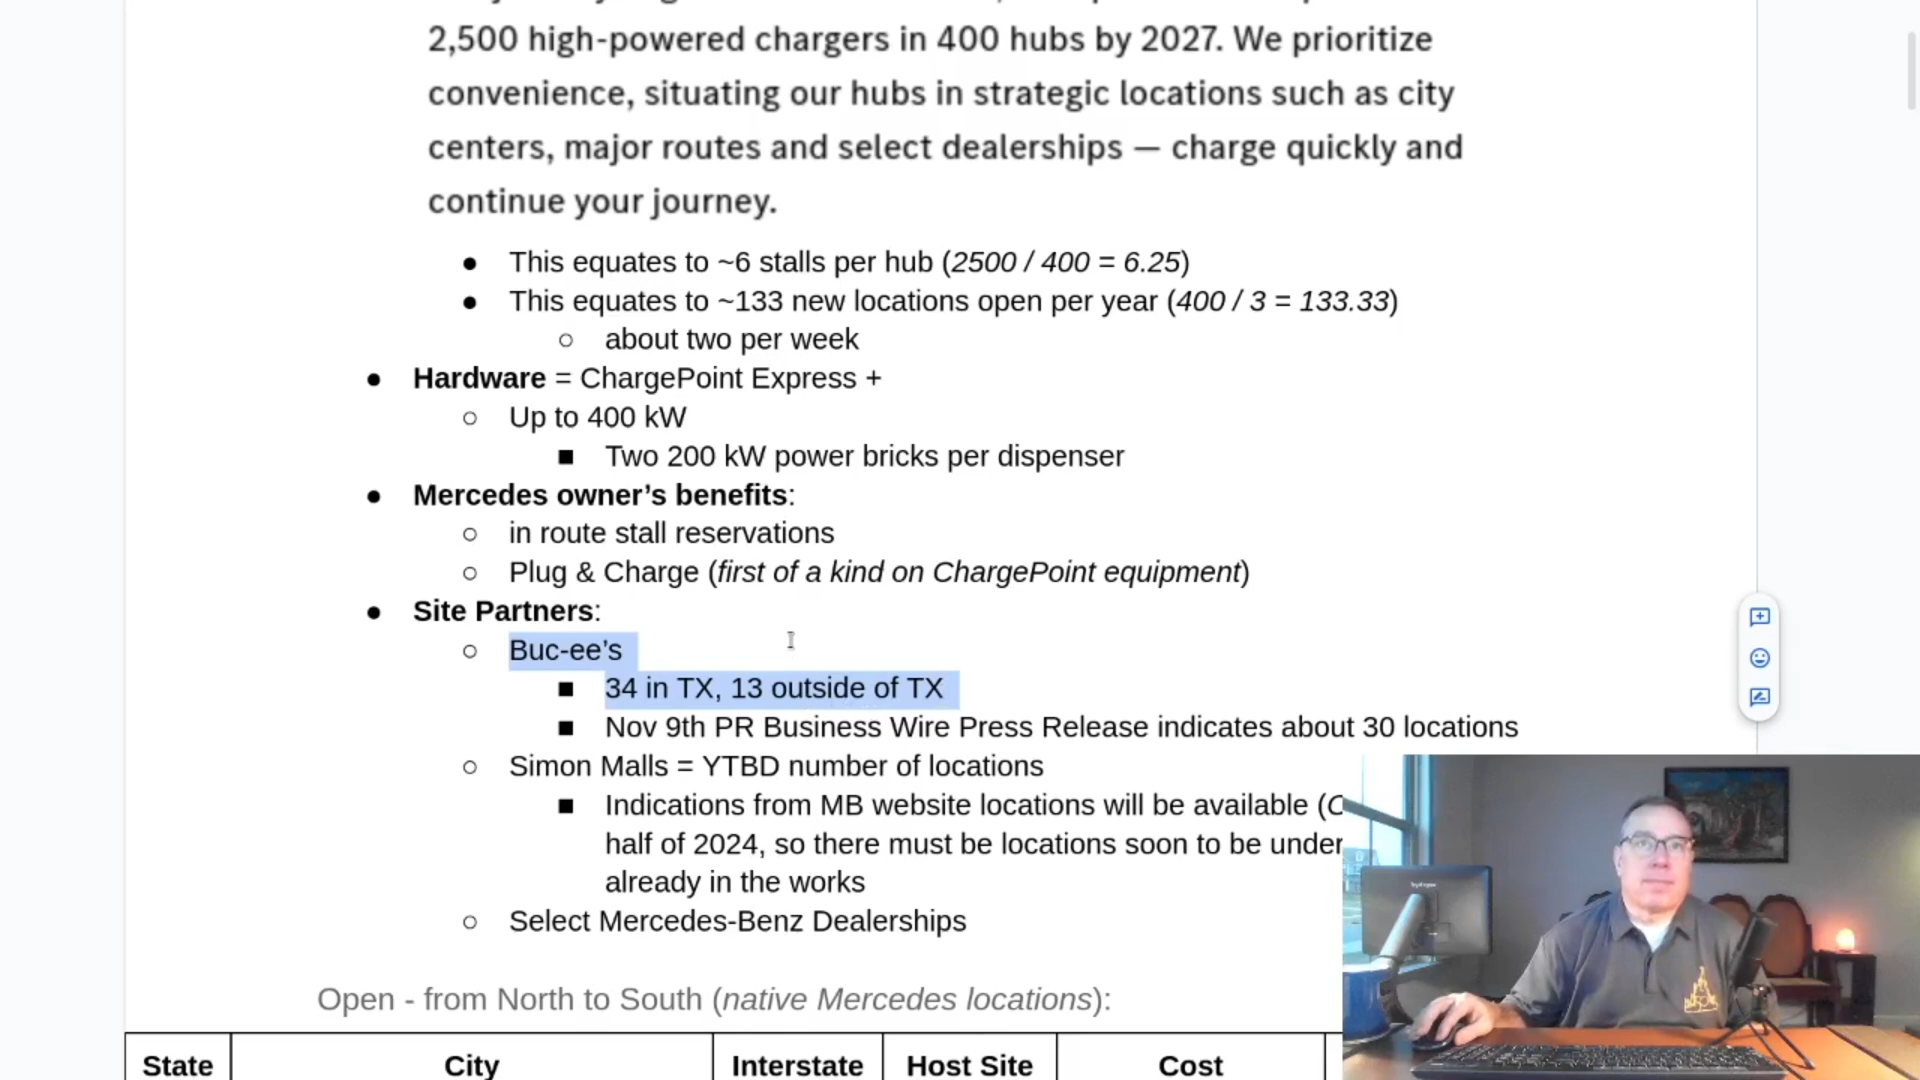 2,500 high-powered chargers in 400 hubs by 2027. We prioritize
convenience, situating our hubs in strategic locations such as city
centers, major routes and select dealerships — charge quickly and
continue your journey.
● This equates to ~6 stalls per hub (2500 / 400 = 6.25)
● This equates to ~133 new locations open per year (400 / 3 = 133.33)
○ about two per week
● Hardware = ChargePoint Express +
○ Up to 400 kW
■ Two 200 kW power bricks per dispenser
● Mercedes owner’s benefits:
○ in route stall reservations
○ Plug & Charge (first of a kind on ChargePoint equipment)
● Site Partners:
○ Buc-ee’s
■ 34 in TX, 13 outside of TX
■ Nov 9th PR Business Wire Press Release indicates about 30 locations
○ Simon Malls = YTBD number of locations
■ Indications from MB website locations will be available (
half of 2024, so there must be locations soon to be under
already in the works
○ Select Mercedes-Benz Dealerships
Open - from North to South (native Mercedes locations):
State City Interstate Host Site Cost